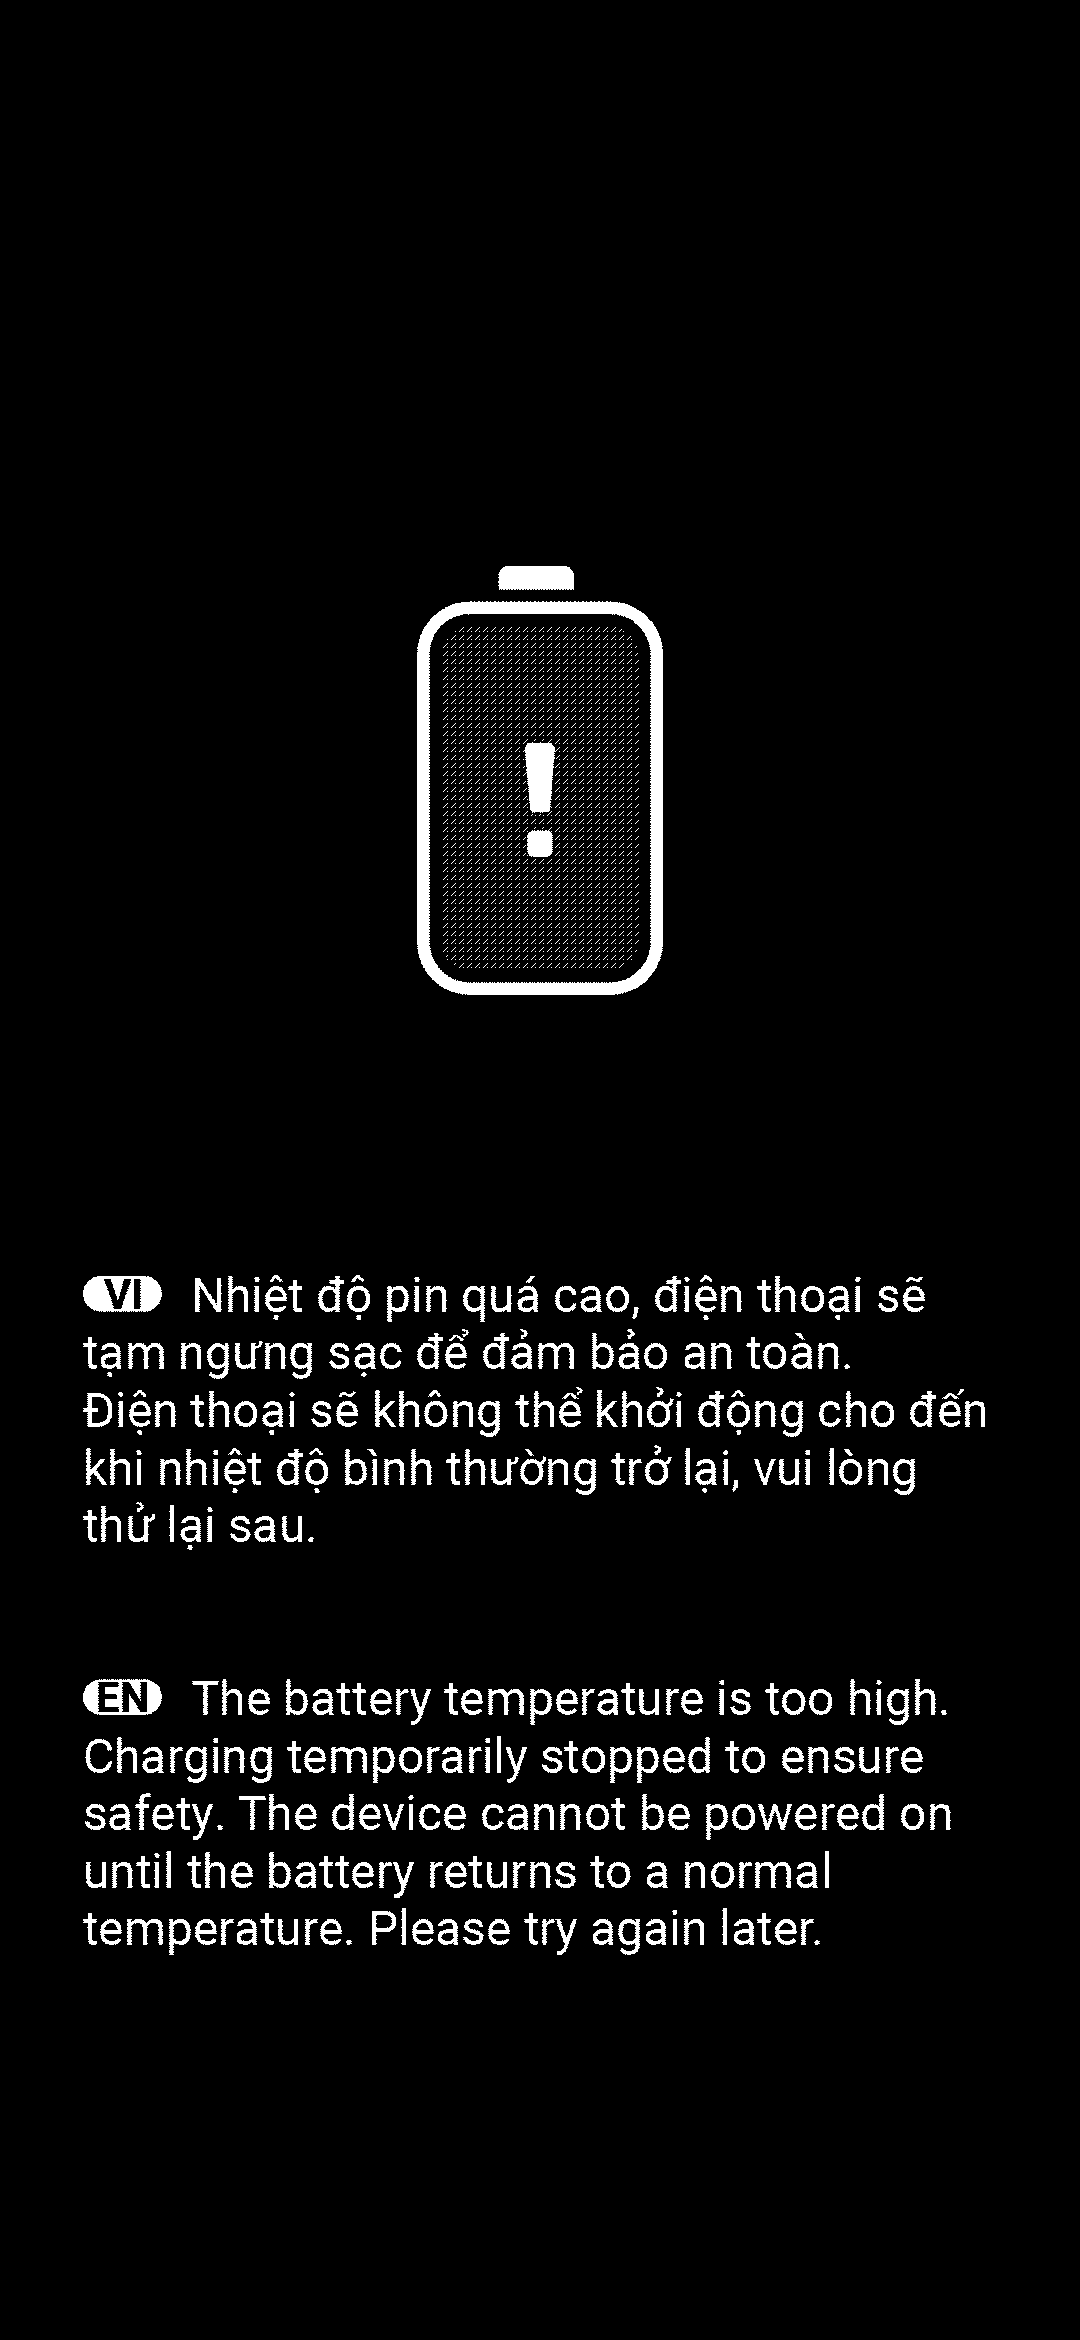 !
VI Nhiệt độ pin quá cao, điện thoại sẽ
tạm ngưng sạc để đảm bảo an toàn.
Điện thoại sẽ không thể khởi động cho đến
khi nhiệt độ bình thường trở lại, vui lòng
thử lại sau.
EN The battery temperature is too high.
Charging temporarily stopped to ensure
safety. The device cannot be powered on
until the battery returns to a normal
temperature. Please try again later.